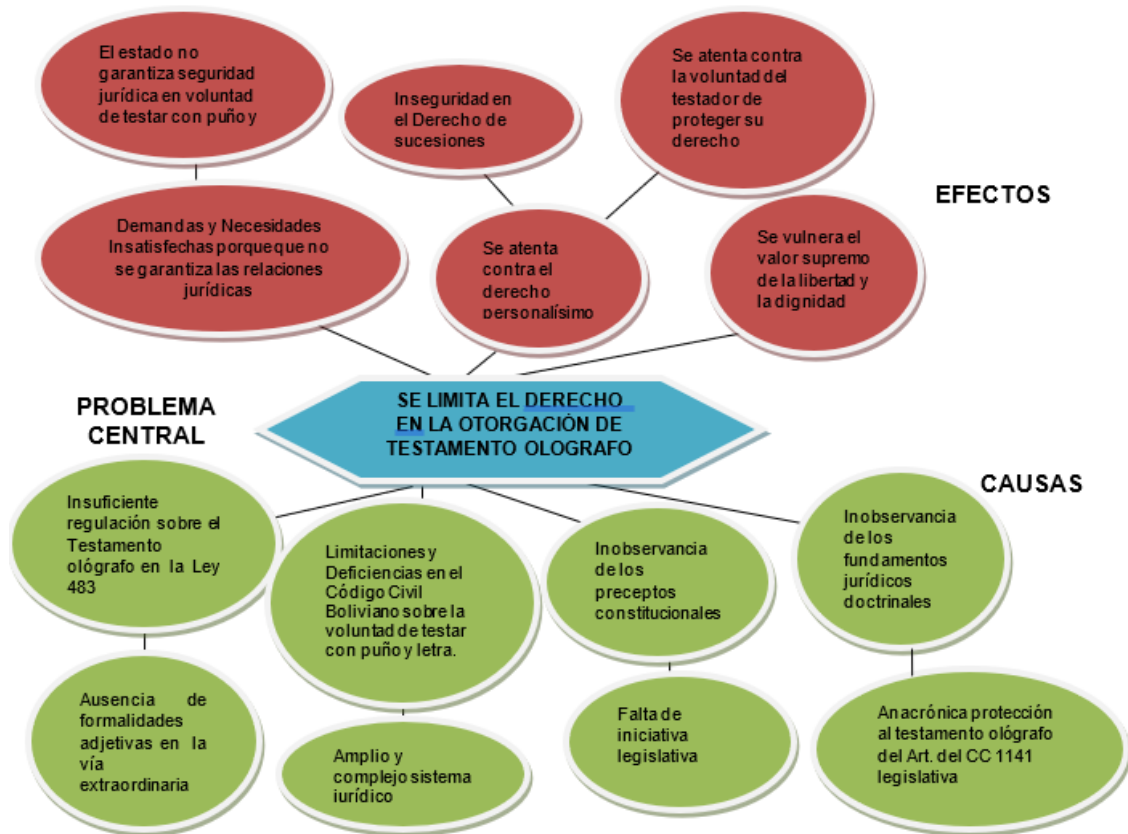 El estado no
garantiza seguridad
jurídica en voluntad
de testar con puño y
Inseguridad en
el Derecho de
sucesiones
Se atenta contra
la voluntad del
testador de
proteger su
derecho
EFECTOS
Demandas y Necesidades
Insatisfechas porque que no
se garantiza las relaciones
jurídicas
Se atenta
contra el
derecho
personalísimo
Se vulnera el
valor supremo
de la libertad y
la dignidad
PROBLEMA
CENTRAL
SE LIMITA EL DERECHO
EN LA OTORGACIÓN DE
TESTAMENTO OLOGRAFO
CAUSAS
Insuficiente
regulación sobre el
Testamento
ológrafo en la Ley
483
Limitaciones y
Deficiencias en el
Código Civil
Boliviano sobre la
voluntad de testar
con puño y letra.
Inobservancia
de los
preceptos
constitucionales
Inobservancia
de los
fundamentos
jurídicos
doctrinales
Ausencia de
formalidades
adjetivas en la
vía
extraordinaria
Amplio y
complejo sistema
jurídico
Falta de
iniciativa
legislativa
Anacrónica protección
al testamento ológrafo
del Art. del CC 1141
legislativa